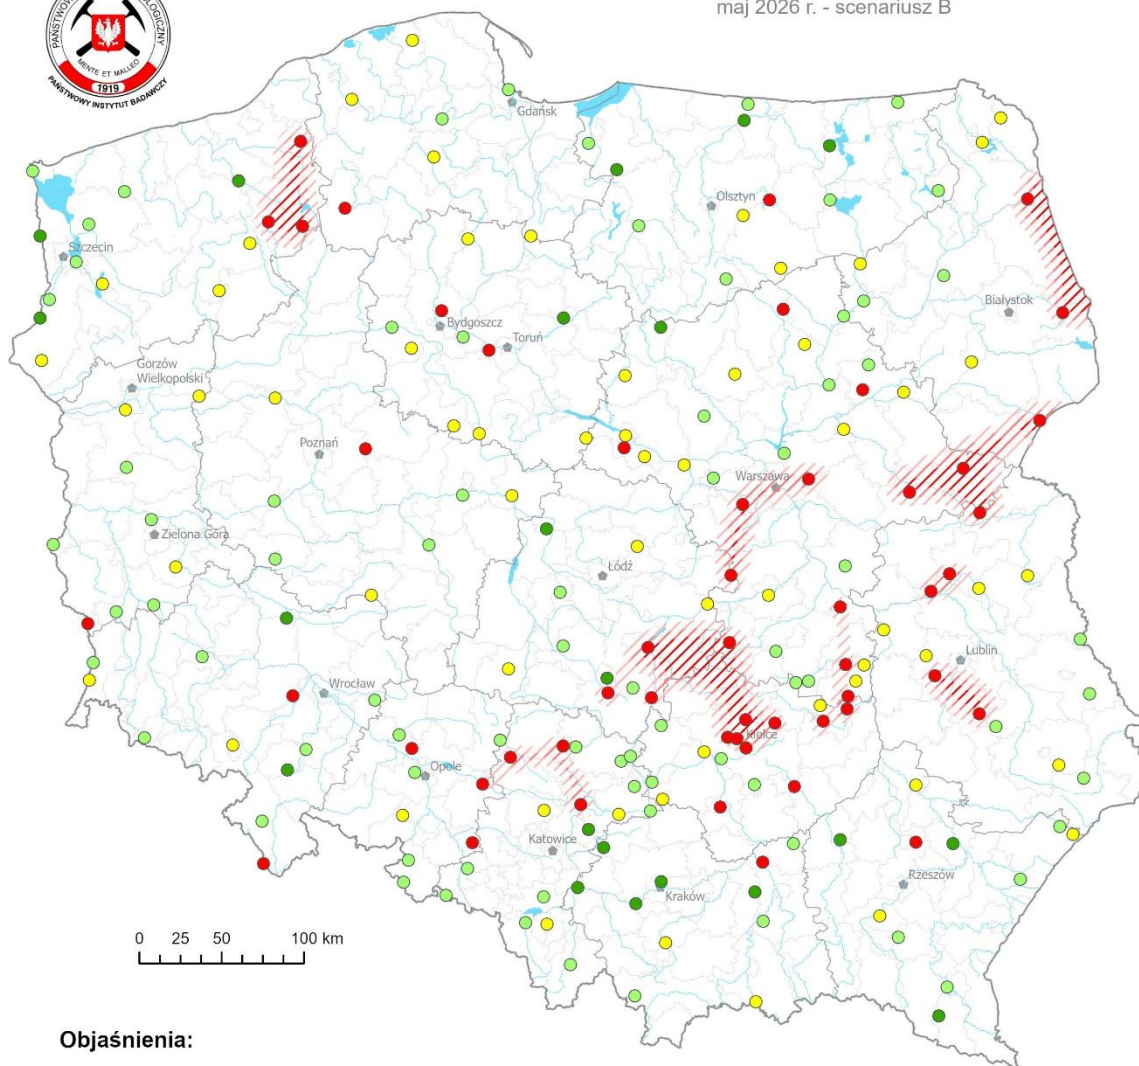 maj 2026 r. - scenariusz B
MENTE ET MALLEO
1919
PAŃSTWOWY INSTYTUT BADAWCZY
Gdańsk
Olsztyn
Szczecin
Białystok
Bydgoszcz
Toruń
Gorzów
Wielkopolski
Poznań
Warszawa
Zielona Góra
Łódź
Lublin
Wrocław
Kielce
Opole
Katowice
Rzeszów
Kraków
0 25 50 100 km
Objaśnienia: